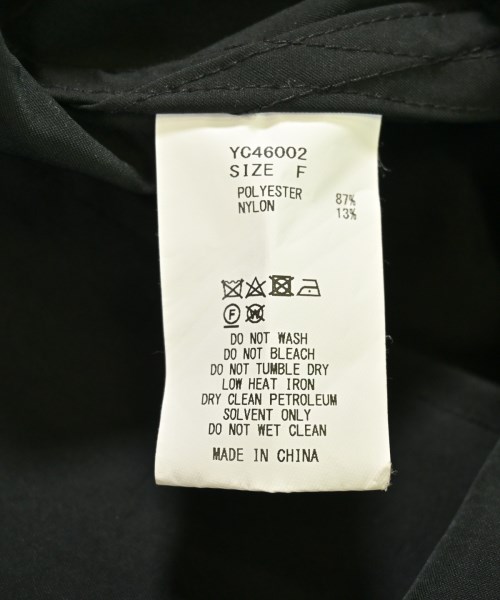 YC46002
SIZE F
POLYESTER 87%
NYLON 13%
F W
DO NOT WASH
DO NOT BLEACH
DO NOT TUMBLE DRY
LOW HEAT IRON
DRY CLEAN PETROLEUM
SOLVENT ONLY
DO NOT WET CLEAN
MADE IN CHINA